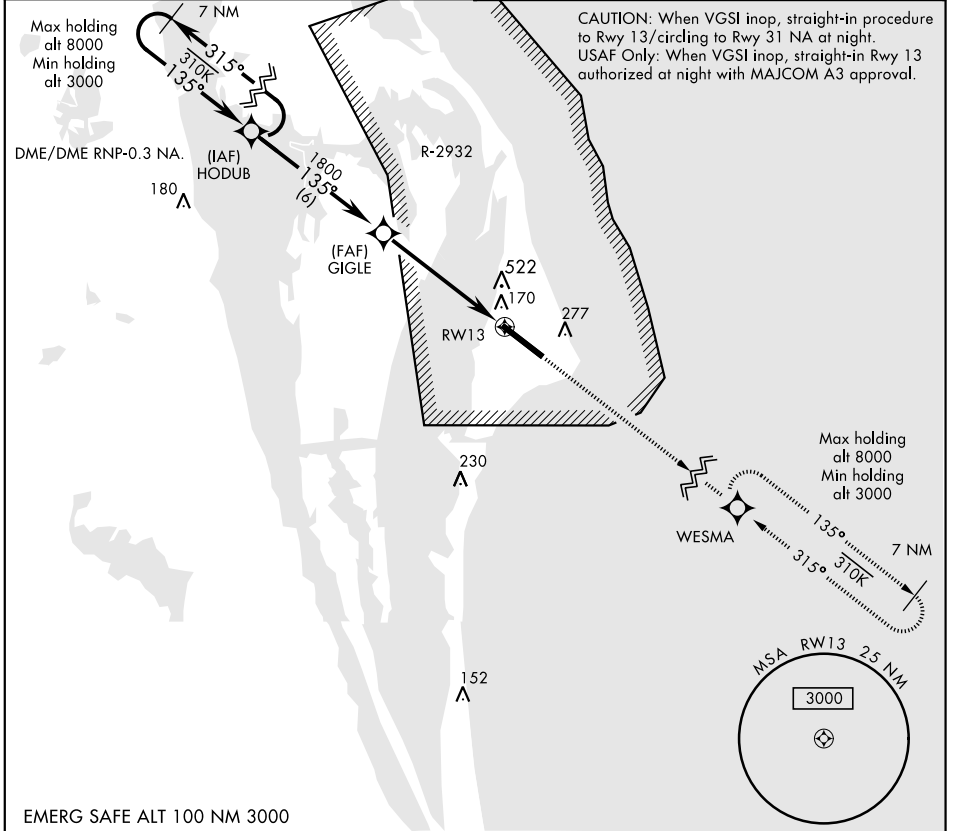 7 NM
Max holding
alt 8000
Min holding
alt 3000
315°
310K
135°
CAUTION: When VGSI inop, straight-in procedure
to Rwy 13/circling to Rwy 31 NA at night.
USAF Only: When VGSI inop, straight-in Rwy 13
authorized at night with MAJCOM A3 approval.
DME/DME RNP-0.3 NA.
(IAF)
HODUB
1800
135°
(6)
R-2932
180
(FAF)
GIGLE
522
170
277
RW13
230
Max holding
alt 8000
Min holding
alt 3000
WESMA
135°
7 NM
315°
310K
152
MSA RW13 25 NM
3000
EMERG SAFE ALT 100 NM 3000